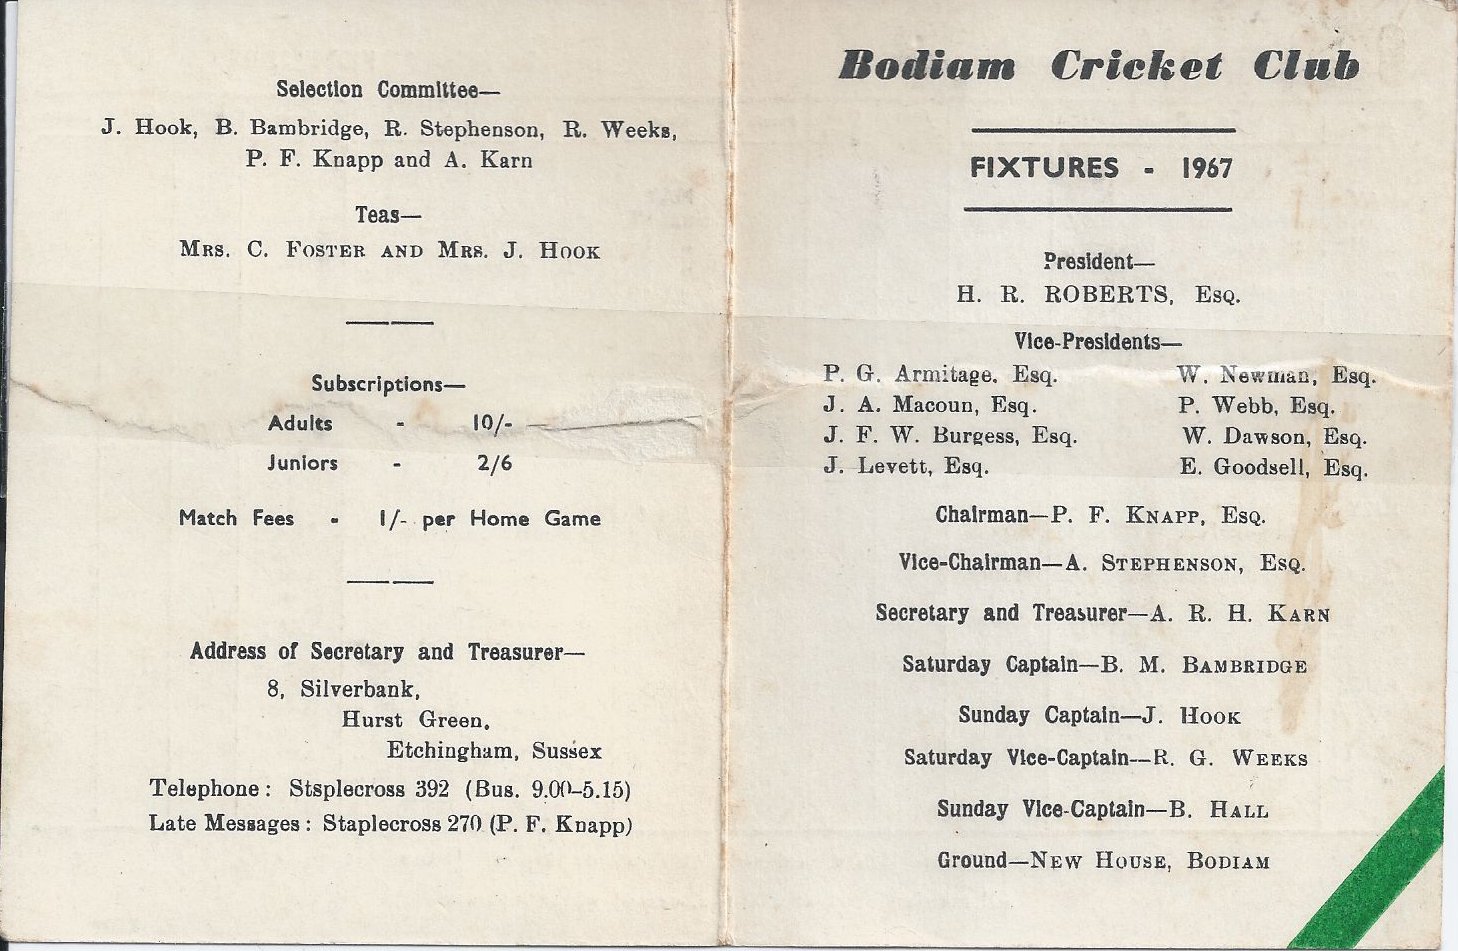 Selection Committee—
J. Hook, B. Bambridge, R. Stephenson, R. Weeks,
P. F. Knapp and A. Karn
Teas—
Mrs. C. Foster and Mrs. J. Hook
Subscriptions—
Adults - 10/-
Juniors - 2/6
Match Fees - 1/- per Home Game
Address of Secretary and Treasurer—
8, Silverbank,
Hurst Green,
Etchingham, Sussex
Telephone : Stsplecross 392 (Bus. 9.00–5.15)
Late Messages : Staplecross 270 (P. F. Knapp)
Bodiam Cricket Club
FIXTURES - 1967
President—
H. R. ROBERTS, Esq.
Vice-Presidents—
P. G. Armitage, Esq. W. Newman, Esq.
J. A. Macoun, Esq. P. Webb, Esq.
J. F. W. Burgess, Esq. W. Dawson, Esq.
J. Levett, Esq. E. Goodsell, Esq.
Chairman—P. F. Knapp, Esq.
Vice-Chairman—A. Stephenson, Esq.
Secretary and Treasurer—A. R. H. Karn
Saturday Captain—B. M. Bambridge
Sunday Captain—J. Hook
Saturday Vice-Captain—R. G. Weeks
Sunday Vice-Captain—B. Hall
Ground—New House, Bodiam